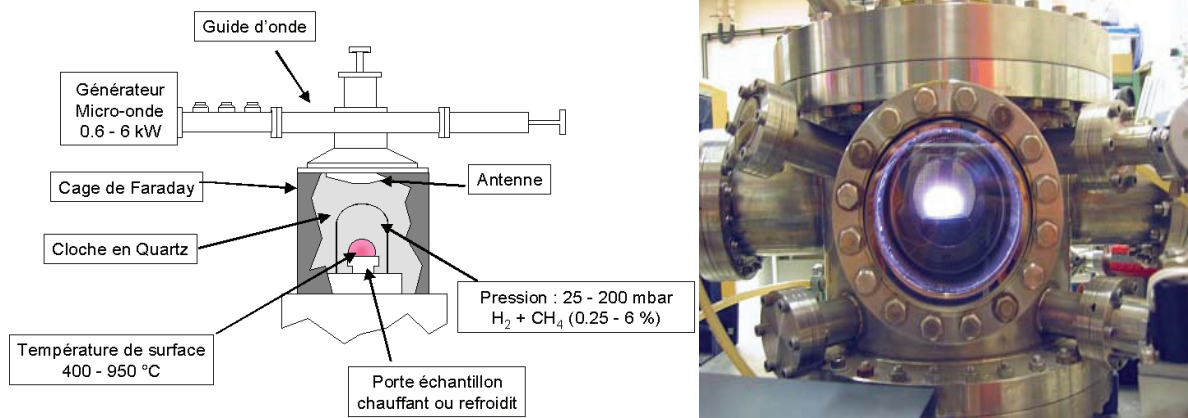 Guide d'onde
Générateur
Micro-onde
0.6 - 6 kW
Cage de Faraday
Antenne
Cloche en Quartz
Pression : 25 - 200 mbar
H₂ + CH₄ (0.25 - 6 %)
Température de surface
400 - 950 °C
Porte échantillon
chauffant ou refroidit